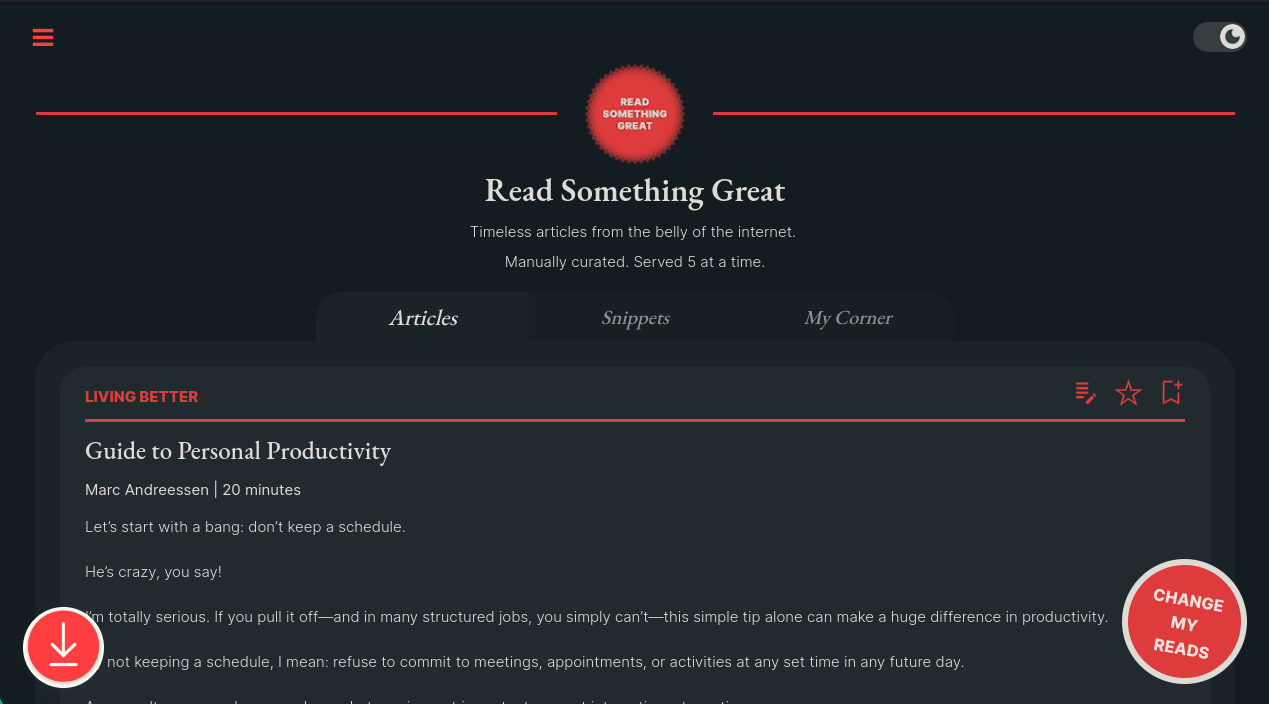 READ
SOMETHING
GREAT
Read Something Great
Timeless articles from the belly of the internet.
Manually curated. Served 5 at a time.
Articles
Snippets
My Corner
LIVING BETTER
Guide to Personal Productivity
Marc Andreessen | 20 minutes
Let’s start with a bang: don’t keep a schedule.
He’s crazy, you say!
I’m totally serious. If you pull it off—and in many structured jobs, you simply can’t—this simple tip alone can make a huge difference in productivity.
not keeping a schedule, I mean: refuse to commit to meetings, appointments, or activities at any set time in any future day.
CHANGE
MY
READS